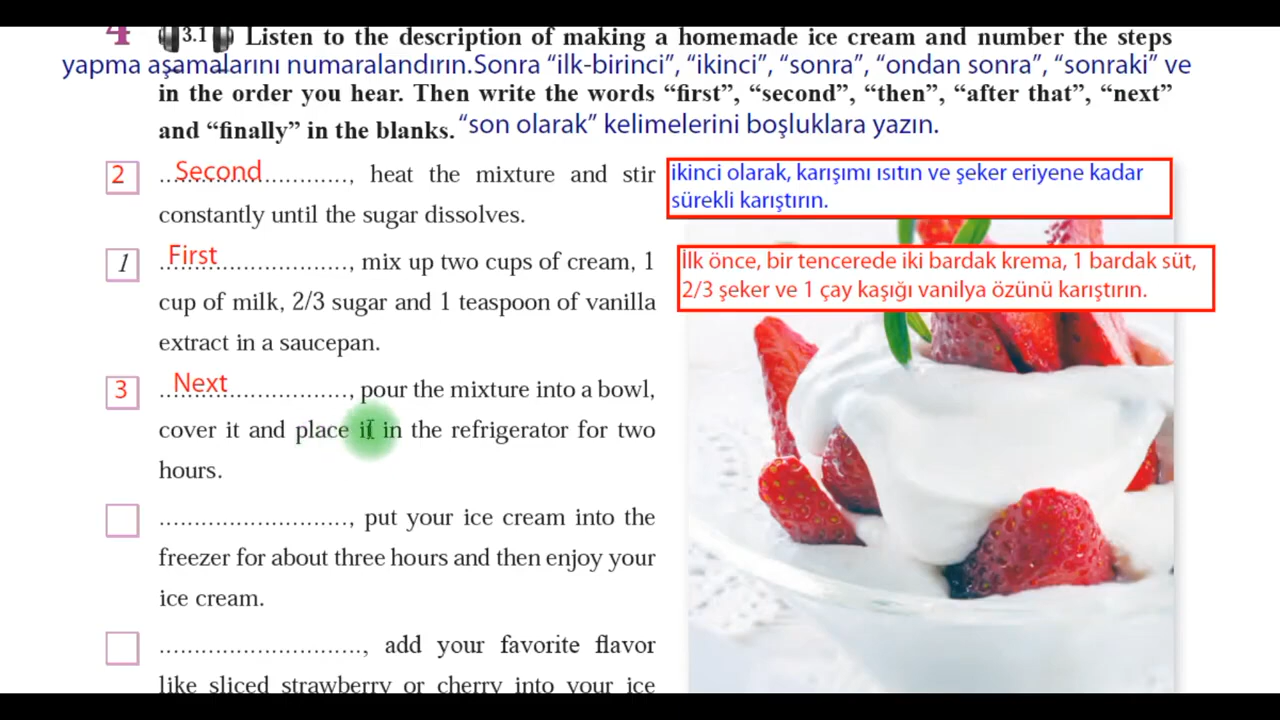 4 3.1 Listen to the description of making a homemade ice cream and number the steps
yapma aşamalarını numaralandırın.Sonra “ilk-birinci”, “ikinci”, “sonra”, “ondan sonra”, “sonraki” ve
in the order you hear. Then write the words “first”, “second”, “then”, “after that”, “next”
and “finally” in the blanks. “son olarak” kelimelerini boşluklara yazın.
2 ..Second............, heat the mixture and stir
constantly until the sugar dissolves.
ikinci olarak, karışımı ısıtın ve şeker eriyene kadar
sürekli karıştırın.
1 First..................., mix up two cups of cream, 1
cup of milk, 2/3 sugar and 1 teaspoon of vanilla
extract in a saucepan.
İlk önce, bir tencerede iki bardak krema, 1 bardak süt,
2/3 şeker ve 1 çay kaşığı vanilya özünü karıştırın.
3 ..Next................., pour the mixture into a bowl,
cover it and place it in the refrigerator for two
hours.
..........................., put your ice cream into the
freezer for about three hours and then enjoy your
ice cream.
............................., add your favorite flavor
like sliced strawberry or cherry into your ice